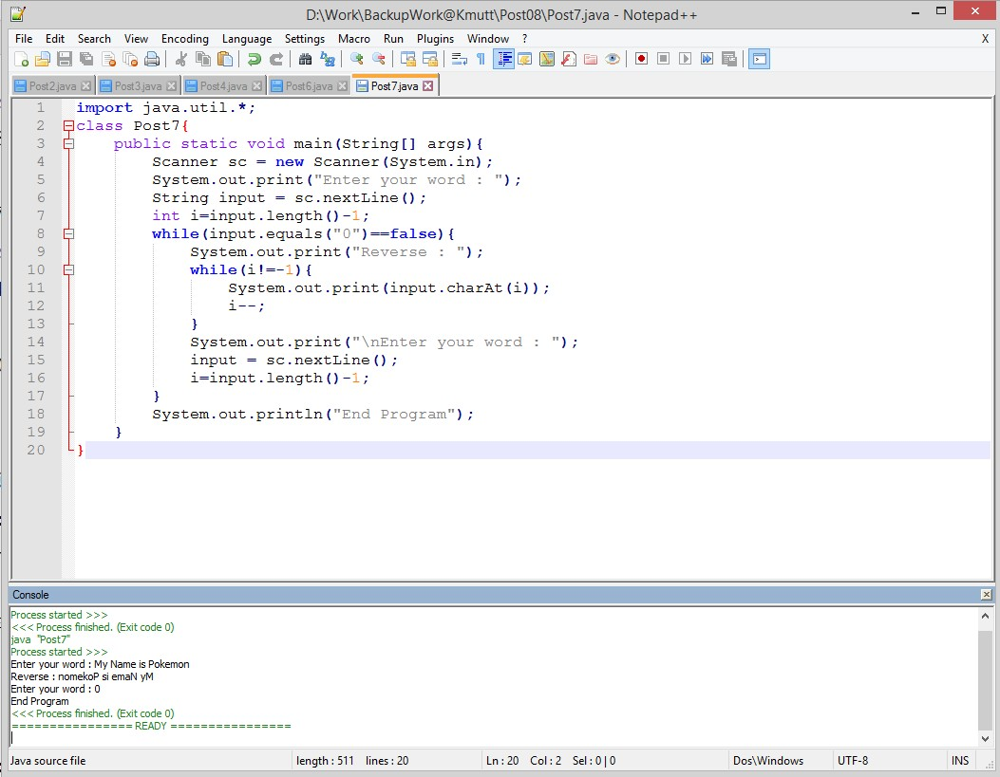 D:\Work\BackupWork@Kmutt\Post08\Post7.java - Notepad++
File Edit Search View Encoding Language Settings Macro Run Plugins Window ? X
Post2.java Post3.java Post4.java Post6.java Post7.java
1 import java.util.*;
2 class Post7{
3     public static void main(String[] args){
4         Scanner sc = new Scanner(System.in);
5         System.out.print("Enter your word : ");
6         String input = sc.nextLine();
7         int i=input.length()-1;
8         while(input.equals("0")==false){
9             System.out.print("Reverse : ");
10             while(i!=-1){
11                 System.out.print(input.charAt(i));
12                 i--;
13             }
14             System.out.print("\nEnter your word : ");
15             input = sc.nextLine();
16             i=input.length()-1;
17         }
18         System.out.println("End Program");
19     }
20 }
Console
Process started >>>
<<< Process finished. (Exit code 0)
java "Post7"
Process started >>>
Enter your word : My Name is Pokemon
Reverse : nomekoP si emaN yM
Enter your word : 0
End Program
<<< Process finished. (Exit code 0)
================ READY ================
Java source file length : 511 lines : 20 Ln : 20 Col : 2 Sel : 0 | 0 Dos\Windows UTF-8 INS